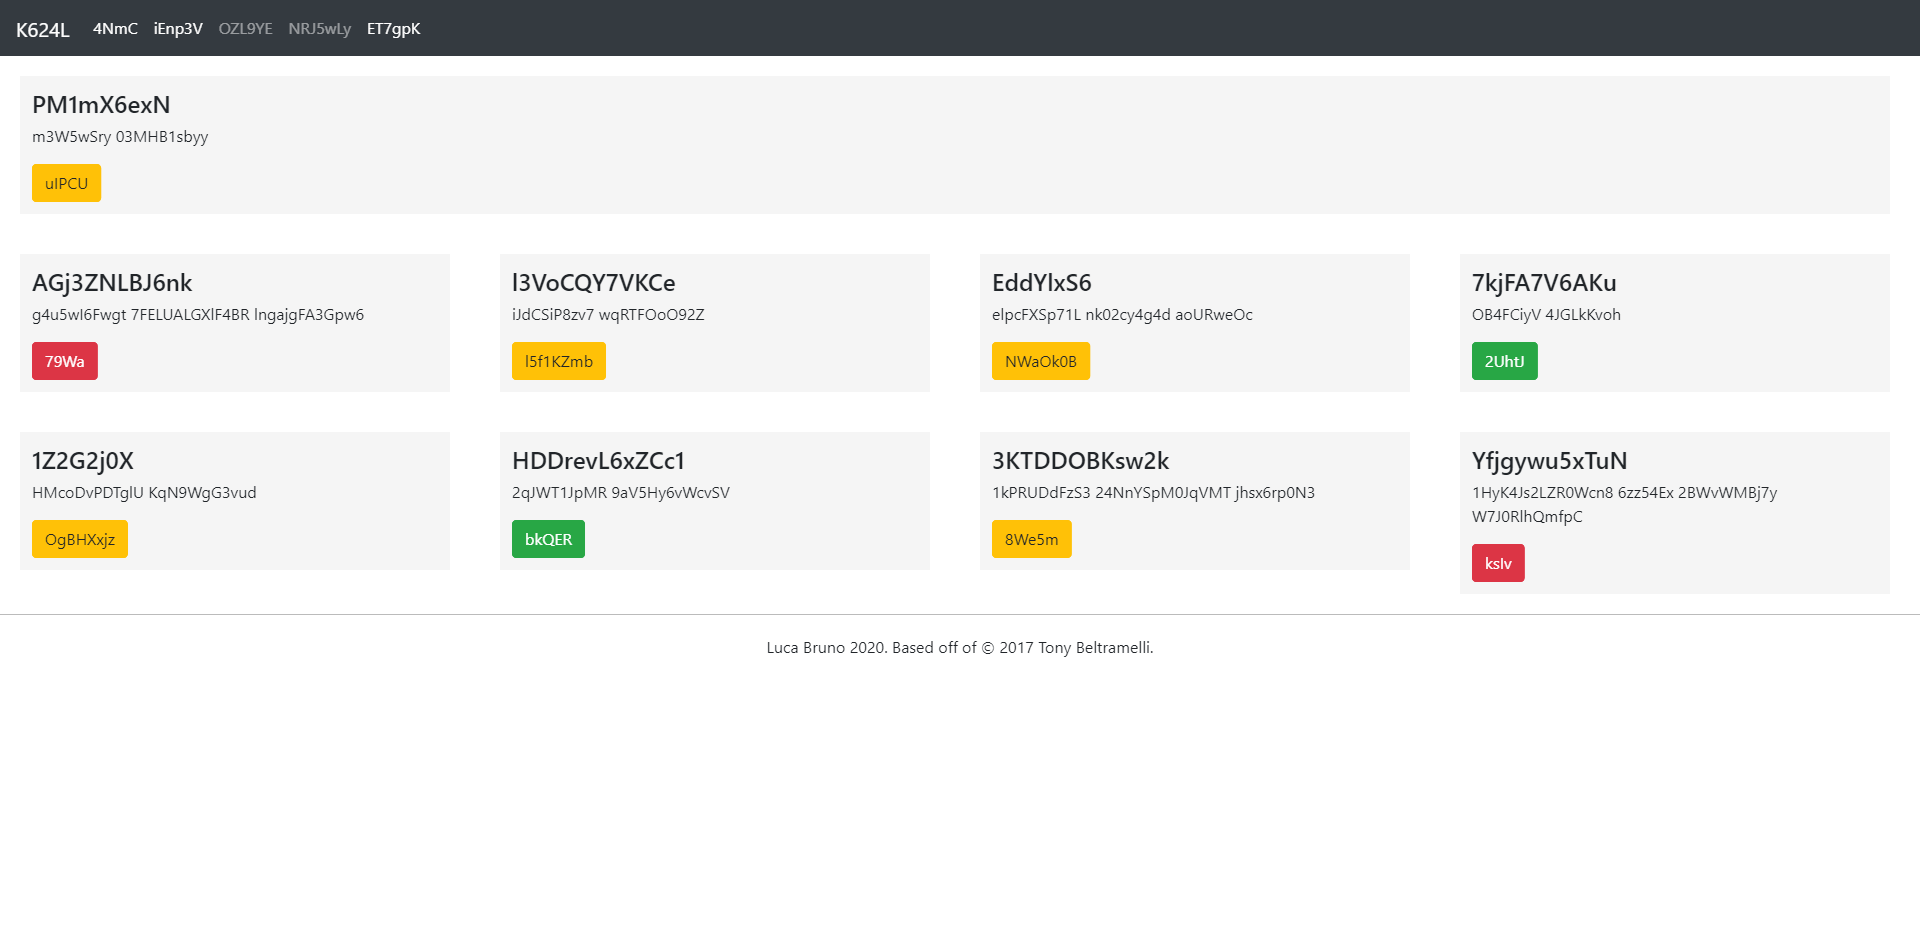 K624L 4NmC iEnp3V OZL9YE NRJ5wLy ET7gpK
PM1mX6exN
m3W5wSry 03MHB1sbyy
uIPCU
AGj3ZNLBJ6nk
g4u5wI6Fwgt 7FELUALGXlF4BR lngajgFA3Gpw6
79Wa
l3VoCQY7VKCe
iJdCSiP8zv7 wqRTFOoO92Z
l5f1KZmb
EddYlxS6
elpcFXSp71L nk02cy4g4d aoURweOc
NWaOk0B
7kjFA7V6AKu
OB4FCiyV 4JGLkKvoh
2UhtJ
1Z2G2j0X
HMcoDvPDTglU KqN9WgG3vud
OgBHXxjz
HDDrevL6xZCc1
2qJWT1JpMR 9aV5Hy6vWcvSV
bkQER
3KTDDOBKsw2k
1kPRUDdFzS3 24NnYSpM0JqVMT jhsx6rp0N3
8We5m
Yfjgywu5xTuN
1HyK4Js2LZR0Wcn8 6zz54Ex 2BWvWMBj7y
W7J0RlhQmfpC
kslv
Luca Bruno 2020. Based off of © 2017 Tony Beltramelli.